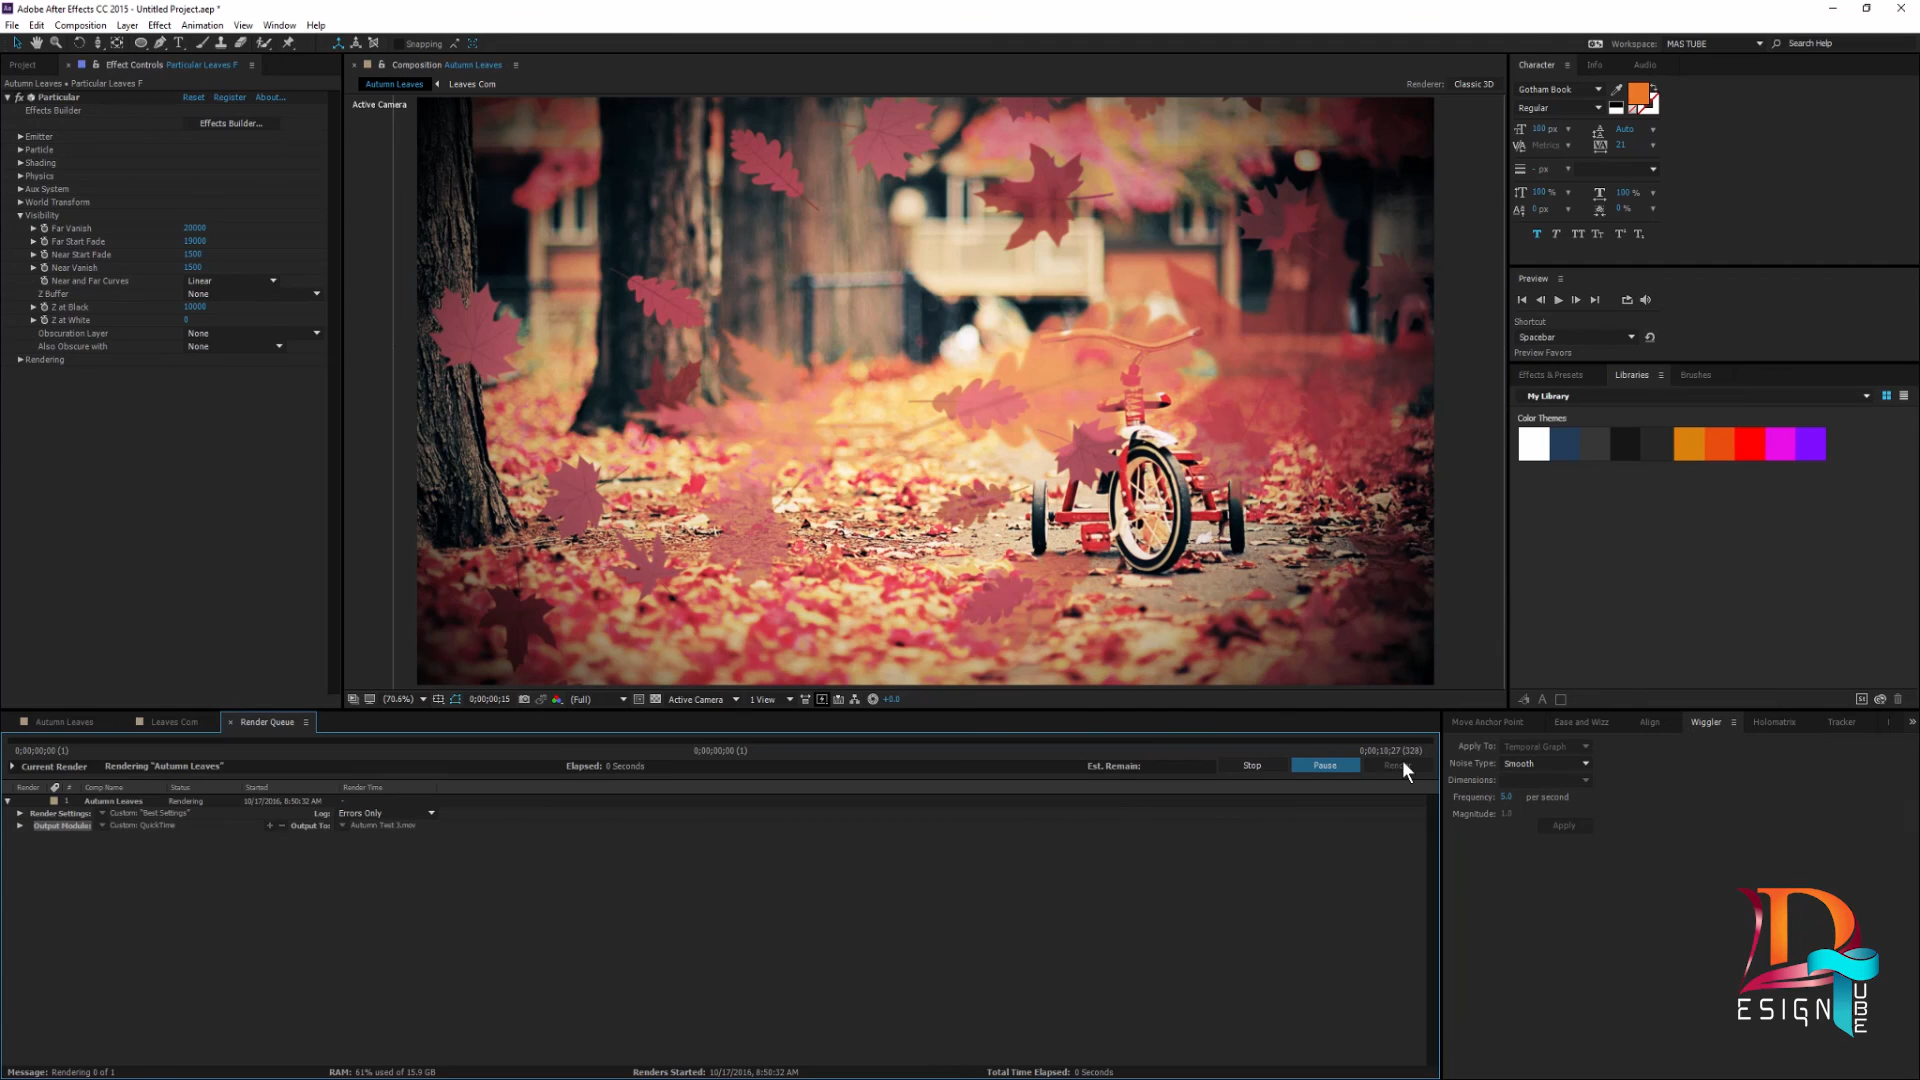 Adobe After Effects CC 2015 - Untitled Project.aep *
File Edit Composition Layer Effect Animation View Window Help
Snapping
Workspace: MAS TUBE
Search Help
Project
Effect Controls Particular Leaves F
Autumn Leaves • Particular Leaves F
fx Particular Reset Register About...
Effects Builder
Effects Builder...
Emitter
Particle
Shading
Physics
Aux System
World Transform
Visibility
Far Vanish 20000
Far Start Fade 19000
Near Start Fade 1500
Near Vanish 1500
Near and Far Curves Linear
Z Buffer None
Z at Black 10000
Z at White 0
Obscuration Layer None
Also Obscure with None
Rendering
Composition Autumn Leaves
Autumn Leaves Leaves Com
Renderer: Classic 3D
Active Camera
(70.6%) 0;00;00;15 (Full) Active Camera 1 View +0.0
Character Info Audio
Gotham Book
Regular
100 px Auto
Metrics 21
- px
100 % 100 %
0 px 0 %
Preview
Shortcut
Spacebar
Preview Favors
Effects & Presets Libraries Brushes
My Library
Color Themes
Autumn Leaves Leaves Com Render Queue
0;00;00;00 (1) 0;00;00;00 (1) 0;00;10;27 (328)
Current Render Rendering "Autumn Leaves" Elapsed: 0 Seconds Est. Remain: Stop Pause
Render # Comp Name Status Started Render Time
1 Autumn Leaves Rendering 10/17/2016, 8:50:32 AM -
Render Settings: Custom: "Best Settings" Log: Errors Only
Output Module: Custom: QuickTime + - Output To: Autumn Test 3.mov
Message: Rendering 0 of 1 RAM: 61% used of 15.9 GB Renders Started: 10/17/2016, 8:50:32 AM Total Time Elapsed: 0 Seconds
Move Anchor Point Ease and Wizz Align Wiggler Holomatrix Tracker
Apply To: Temporal Graph
Noise Type: Smooth
Dimensions:
Frequency: 5.0 per second
Magnitude: 1.0
Apply
DESIGN TUBE